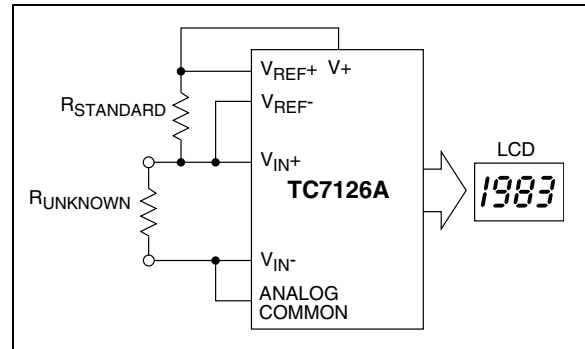 VREF+ V+
RSTANDARD
VREF-
LCD
VIN+
TC7126A
1983
RUNKNOWN
VIN-
ANALOG
COMMON